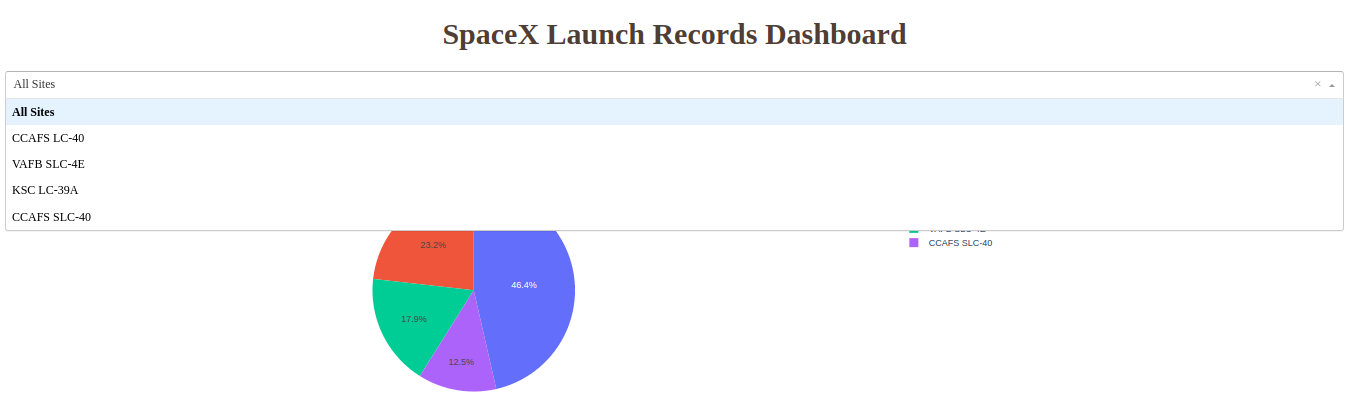 SpaceX Launch Records Dashboard
All Sites
All Sites
CCAFS LC-40
VAFB SLC-4E
KSC LC-39A
CCAFS SLC-40
CCAFS SLC-40
23.2%
46.4%
17.9%
12.5%